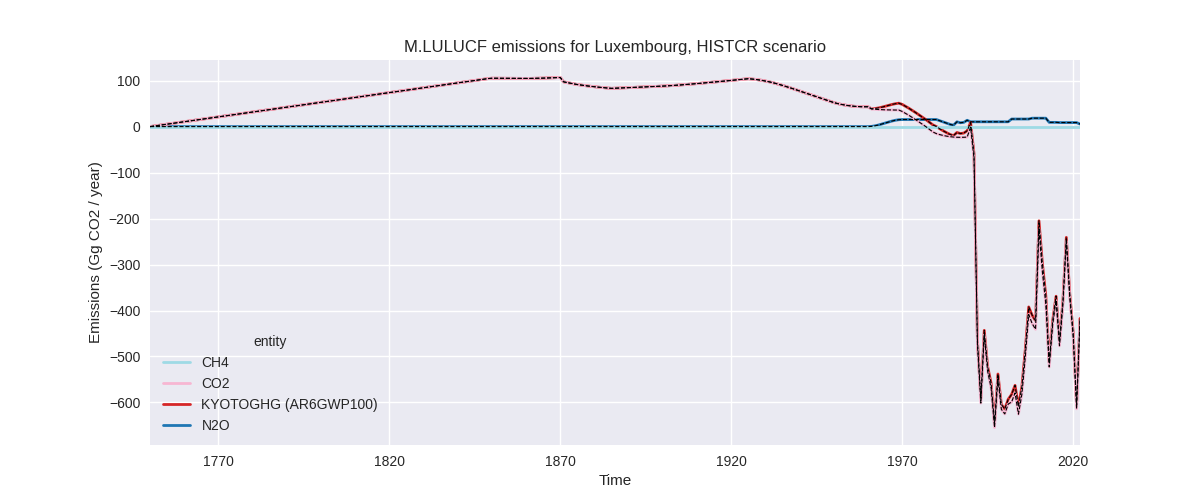 M.LULUCF emissions for Luxembourg, HISTCR scenario
Emissions (Gg CO2 / year)
100
0
−100
−200
−300
−400
−500
−600
entity
CH4
CO2
KYOTOGHG (AR6GWP100)
N2O
1770
1820
1870
1920
1970
2020
Time